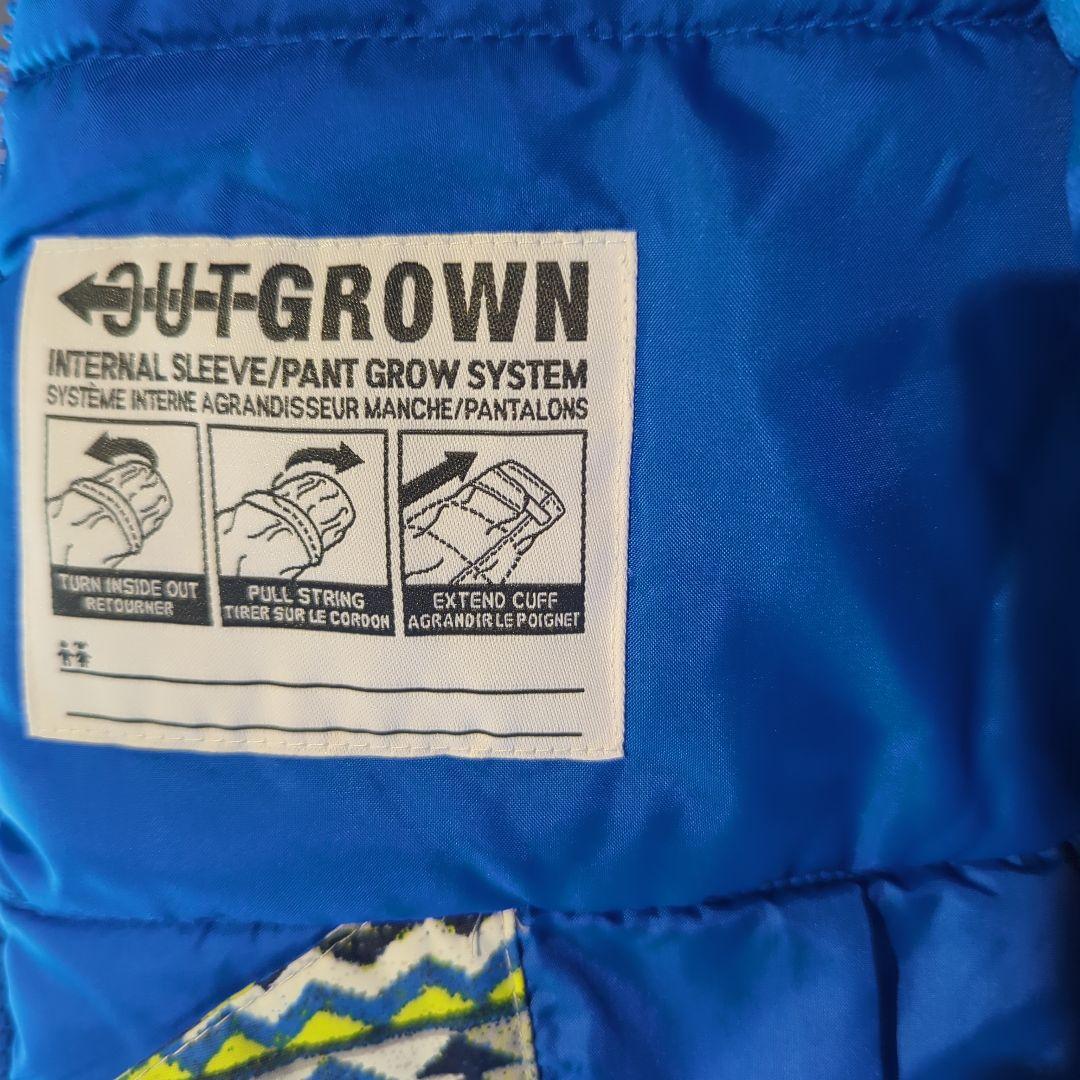 OUTGROWN
INTERNAL SLEEVE/PANT GROW SYSTEM
SYSTÈME INTERNE AGRANDISSEUR MANCHE/PANTALONS
TURN INSIDE OUT
RETOURNER
PULL STRING
TIRER SUR LE CORDON
EXTEND CUFF
AGRANDIR LE POIGNET